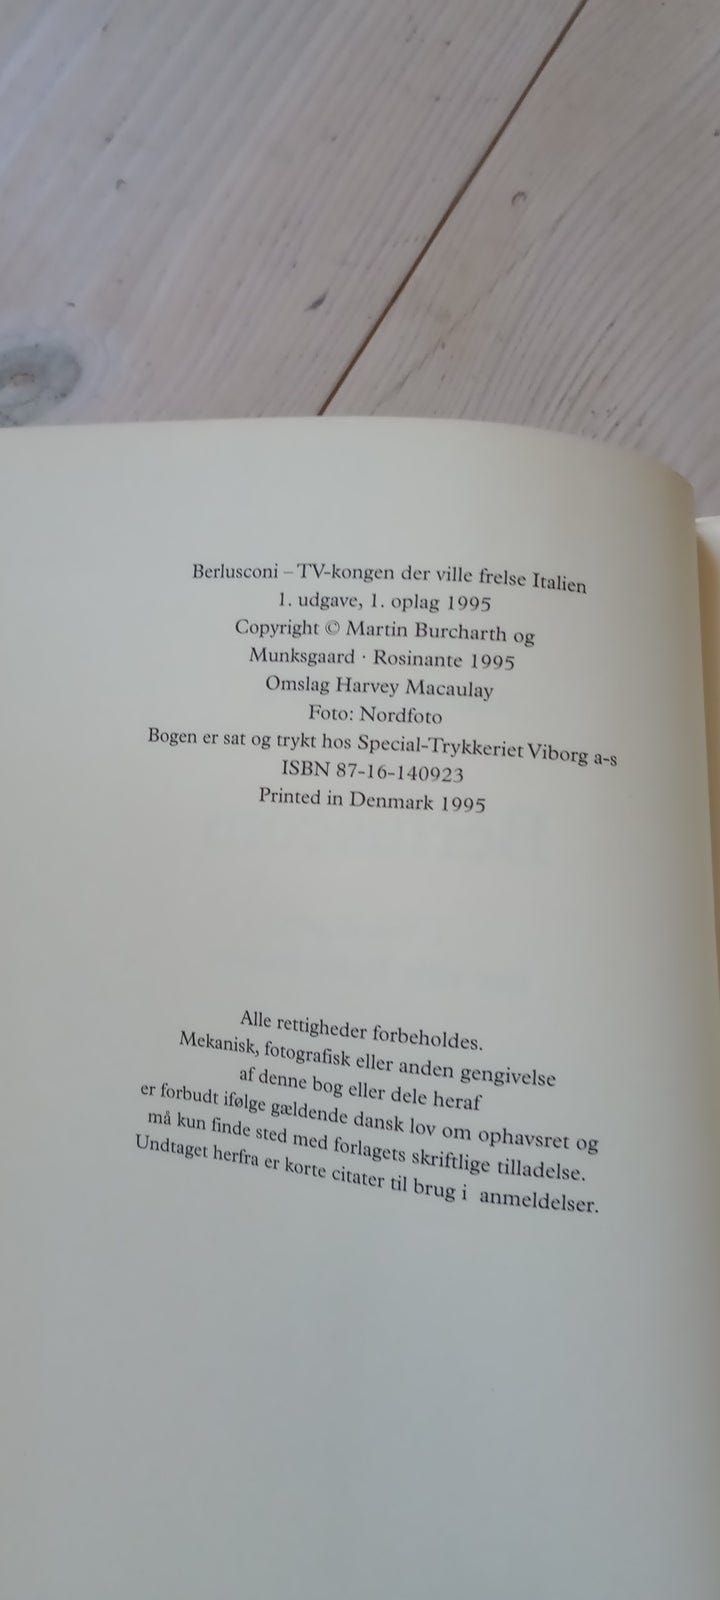 Berlusconi – TV-kongen der ville frelse Italien
1. udgave, 1. oplag 1995
Copyright © Martin Burcharth og
Munksgaard · Rosinante 1995
Omslag Harvey Macaulay
Foto: Nordfoto
Bogen er sat og trykt hos Special-Trykkeriet Viborg a-s
ISBN 87-16-140923
Printed in Denmark 1995
Alle rettigheder forbeholdes.
Mekanisk, fotografisk eller anden gengivelse
af denne bog eller dele heraf
er forbudt ifølge gældende dansk lov om ophavsret og
må kun finde sted med forlagets skriftlige tilladelse.
Undtaget herfra er korte citater til brug i anmeldelser.